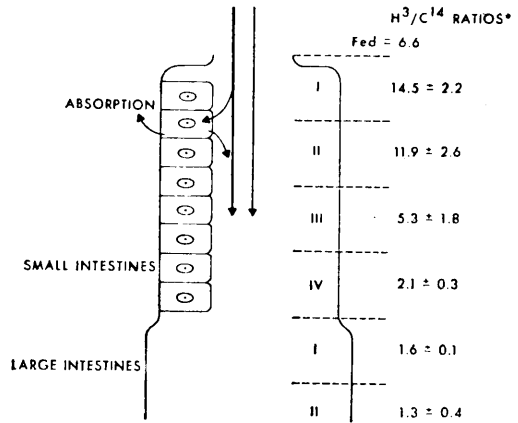 H³/C¹⁴ RATIOS*
Fed = 6.6
I 14.5 ± 2.2
ABSORPTION
II 11.9 ± 2.6
III 5.3 ± 1.8
SMALL INTESTINES
IV 2.1 ± 0.3
I 1.6 ± 0.1
LARGE INTESTINES
II 1.3 ± 0.4